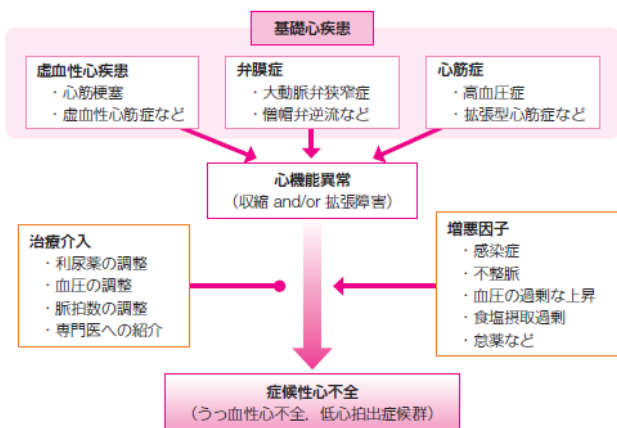 基礎心疾患
虚血性心疾患
・心筋梗塞
・虚血性心筋症など
弁膜症
・大動脈弁狭窄症
・僧帽弁逆流など
心筋症
・高血圧症
・拡張型心筋症など
心機能異常
(収縮 and/or 拡張障害)
治療介入
・利尿薬の調整
・血圧の調整
・脈拍数の調整
・専門医への紹介
増悪因子
・感染症
・不整脈
・血圧の過剰な上昇
・食塩摂取過剰
・怠薬など
症候性心不全
(うっ血性心不全,低心拍出症候群)